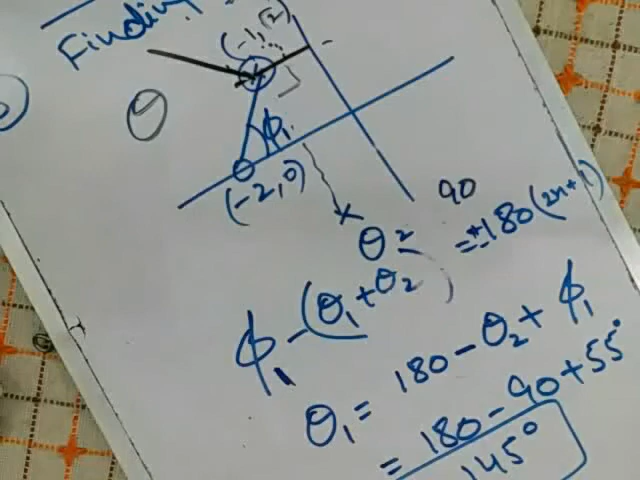 Finding
(-1, 2)
θ
ϕ₁
(-2, 0)
90
θ₂
ϕ₁ - (θ₁ + θ₂) = ±180(2n+1)
θ₁ = 180 - θ₂ + ϕ₁
= 180 - 90 + 55°
145°